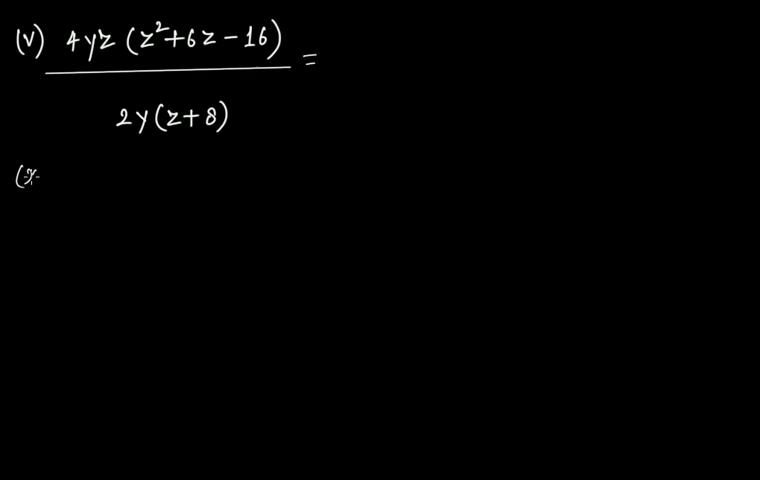 (v) 4yz (z²+6z-16) =
2y(z+8)